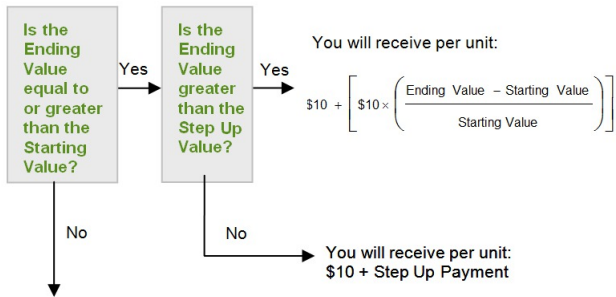 Is the
Ending
Value
equal to
or greater
than the
Starting
Value?
Yes
Is the
Ending
Value
greater
than the
Step Up
Value?
Yes
You will receive per unit:
$10 + [ $10 × ( Ending Value – Starting Value
Starting Value ) ]
No
No
You will receive per unit:
$10 + Step Up Payment